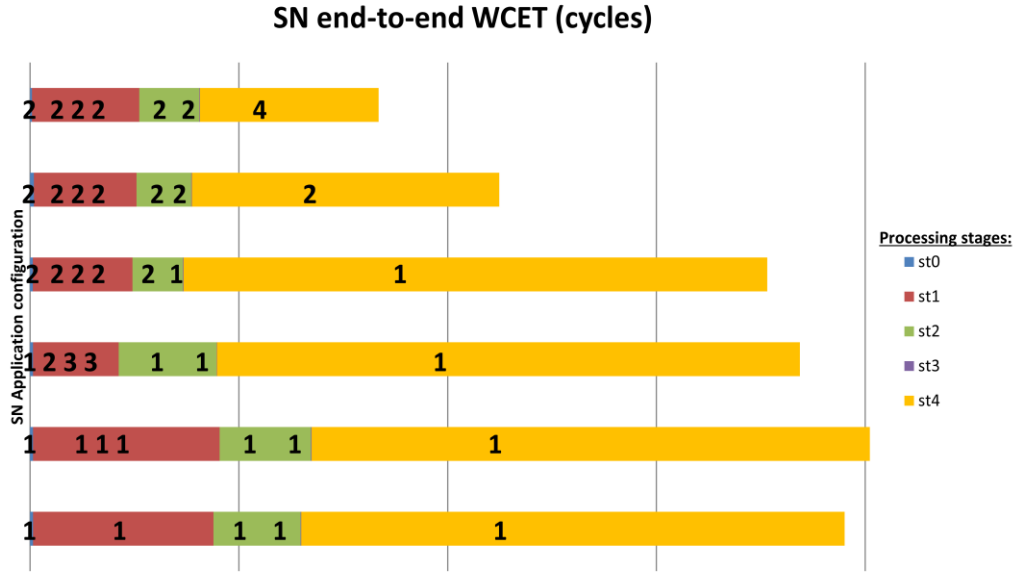 SN end-to-end WCET (cycles)
2 2 2 2 2 2 4
2 2 2 2 2 2 2
2 2 2 2 2 1 1
1 2 3 3 1 1 1
1 1 1 1 1 1 1
1 1 1 1 1
SN Application configuration
Processing stages:
st0
st1
st2
st3
st4